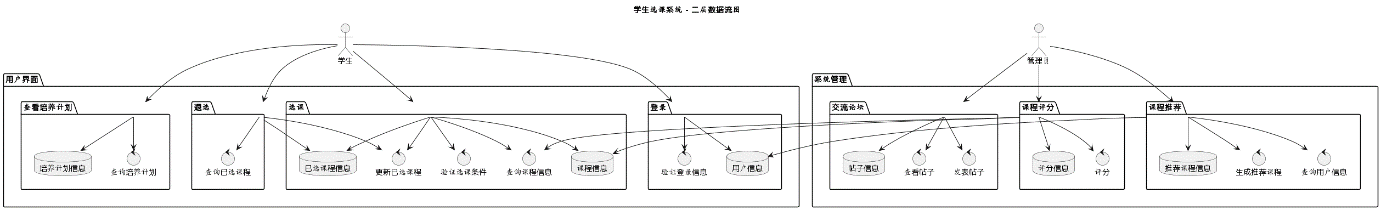 学生选课系统 - 二层数据流图
学生
管理员
用户界面
系统管理
查看培养计划
退选
选课
登录
交流论坛
课程评分
课程推荐
培养计划信息
查询培养计划
查询已选课程
已选课程信息
更新已选课程
验证选课条件
查询课程信息
课程信息
验证登录信息
用户信息
帖子信息
查看帖子
发表帖子
评分信息
评分
推荐课程信息
生成推荐课程
查询用户信息